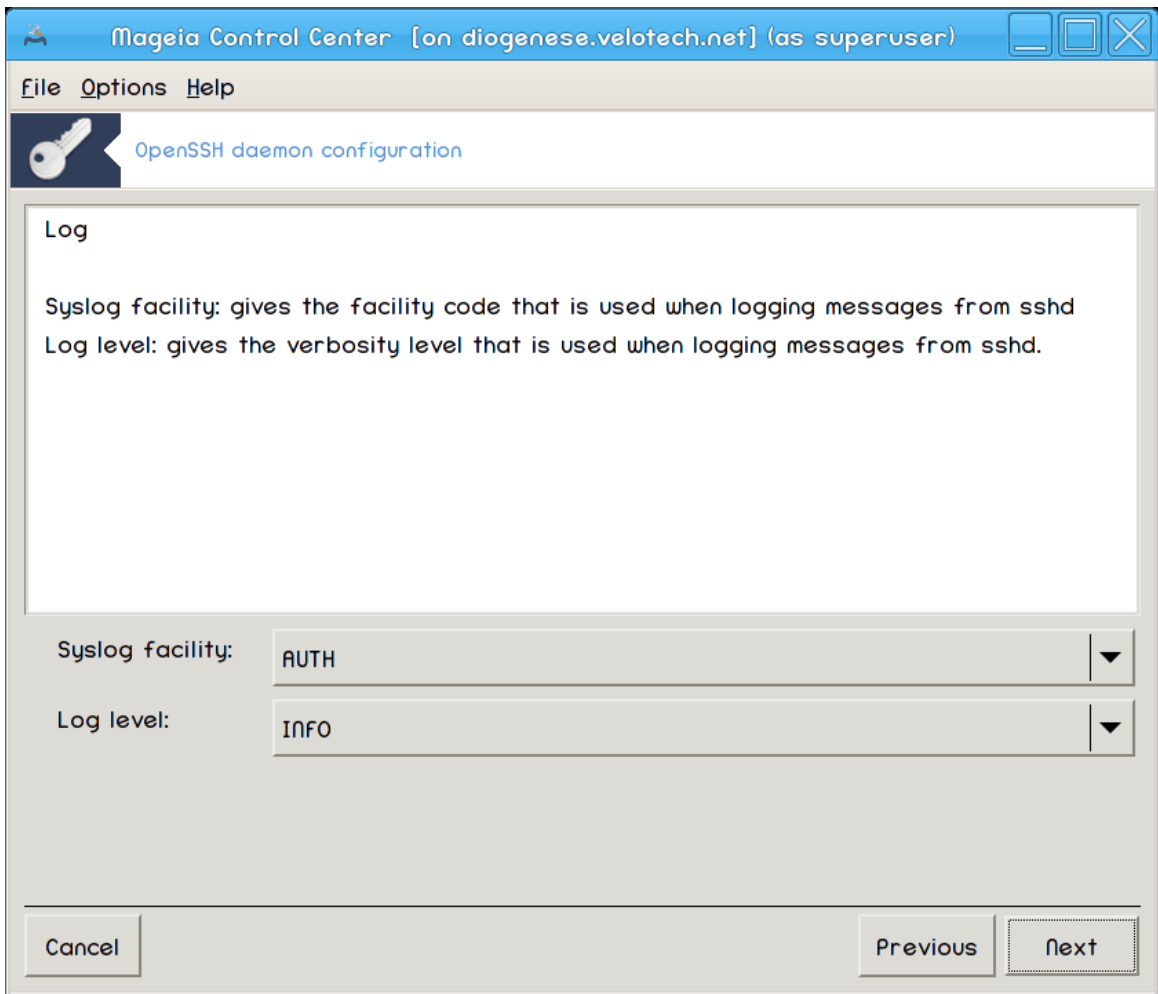 Mageia Control Center [on diogenese.velotech.net] (as superuser)
File Options Help
OpenSSH daemon configuration
Log
Syslog facility: gives the facility code that is used when logging messages from sshd
Log level: gives the verbosity level that is used when logging messages from sshd.
Syslog facility: AUTH
Log level: INFO
Cancel Previous Next